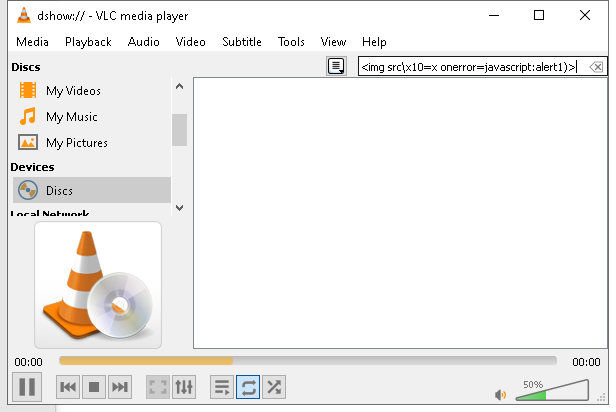 dshow:// - VLC media player
Media Playback Audio Video Subtitle Tools View Help
Discs
<img src\x10=x onerror=javascript:alert1)>
My Videos
My Music
My Pictures
Devices
Discs
Local Network
00:00
00:00
50%